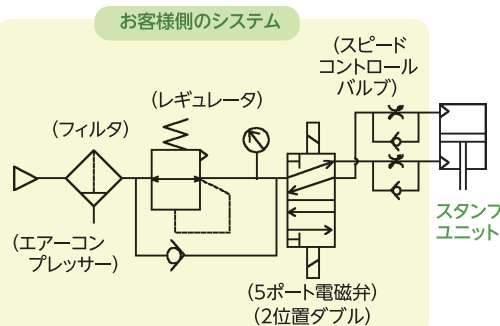 お客様側のシステム
(スピード
コントロール
バルブ)
(レギュレータ)
(フィルタ)
スタンプ
ユニット
(エアーコン
プレッサー)
(5ポート電磁弁)
(2位置ダブル)